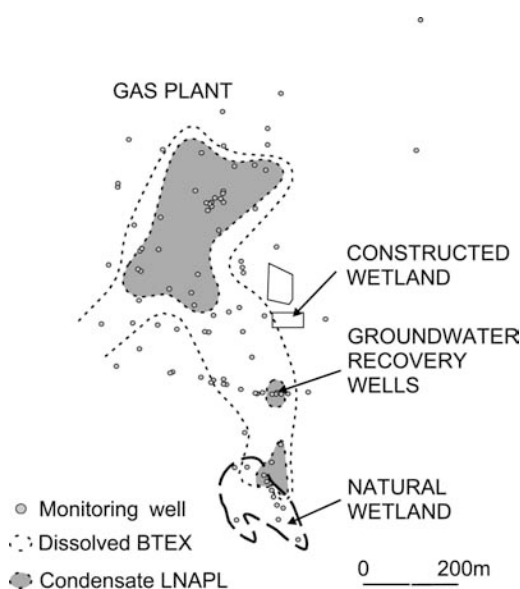 GAS PLANT
CONSTRUCTED
WETLAND
GROUNDWATER
RECOVERY
WELLS
NATURAL
WETLAND
Monitoring well
Dissolved BTEX
Condensate LNAPL
0 200m